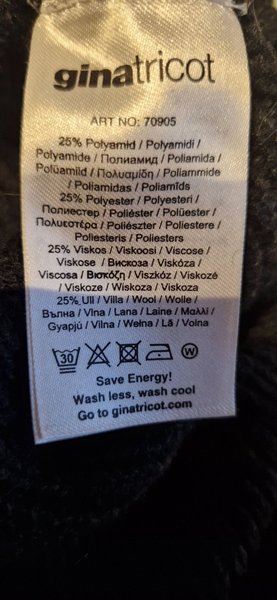 ginatricot
ART NO: 70905
25% Polyamid / Polyamidi /
Polyamide / Полиамид / Poliamida /
Polüamiid / Πολυαμίδη / Poliammide
/ Poliamidas / Poliamīds
25% Polyester / Polyesteri /
Полиестер / Poliéster / Polüester /
Πολυεστέρα / Poliészter / Poliestere /
Poliesteris / Poliesters
25% Viskos / Viskoosi / Viscose /
Viskose / Вискоза / Viskóza /
Viscosa / Βισκόζη / Viszkóz / Viskozė
/ Viskoze / Wiskoza / Viskoza
25% Ull / Villa / Wool / Wolle /
Вълна / Vlna / Lana / Laine / Μαλλί /
Gyapjú / Vilna / Wełna / Lã / Volna
30 W
Save Energy!
Wash less, wash cool
Go to ginatricot.com